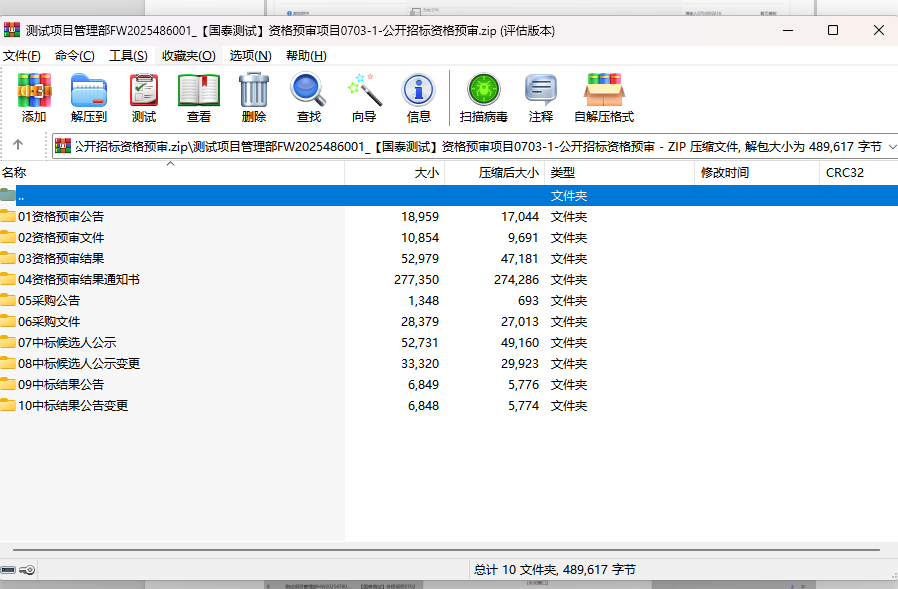 测试项目管理部FW2025486001_【国泰测试】资格预审项目0703-1-公开招标资格预审.zip (评估版本)
文件(F) 命令(C) 工具(S) 收藏夹(O) 选项(N) 帮助(H)
添加 解压到 测试 查看 删除 查找 向导 信息 扫描病毒 注释 自解压格式
公开招标资格预审.zip\测试项目管理部FW2025486001_【国泰测试】资格预审项目0703-1-公开招标资格预审 - ZIP 压缩文件, 解包大小为 489,617 字节
名称 大小 压缩后大小 类型 修改时间 CRC32
.. 文件夹
01资格预审公告 18,959 17,044 文件夹
02资格预审文件 10,854 9,691 文件夹
03资格预审结果 52,979 47,181 文件夹
04资格预审结果通知书 277,350 274,286 文件夹
05采购公告 1,348 693 文件夹
06采购文件 28,379 27,013 文件夹
07中标候选人公示 52,731 49,160 文件夹
08中标候选人公示变更 33,320 29,923 文件夹
09中标结果公告 6,849 5,776 文件夹
10中标结果公告变更 6,848 5,774 文件夹
总计 10 文件夹, 489,617 字节